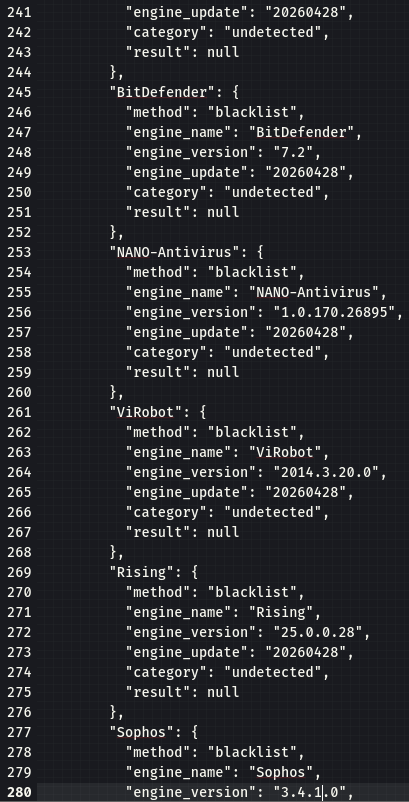 241 "engine_update": "20260428",
242 "category": "undetected",
243 "result": null
244 },
245 "BitDefender": {
246 "method": "blacklist",
247 "engine_name": "BitDefender",
248 "engine_version": "7.2",
249 "engine_update": "20260428",
250 "category": "undetected",
251 "result": null
252 },
253 "NANO-Antivirus": {
254 "method": "blacklist",
255 "engine_name": "NANO-Antivirus",
256 "engine_version": "1.0.170.26895",
257 "engine_update": "20260428",
258 "category": "undetected",
259 "result": null
260 },
261 "ViRobot": {
262 "method": "blacklist",
263 "engine_name": "ViRobot",
264 "engine_version": "2014.3.20.0",
265 "engine_update": "20260428",
266 "category": "undetected",
267 "result": null
268 },
269 "Rising": {
270 "method": "blacklist",
271 "engine_name": "Rising",
272 "engine_version": "25.0.0.28",
273 "engine_update": "20260428",
274 "category": "undetected",
275 "result": null
276 },
277 "Sophos": {
278 "method": "blacklist",
279 "engine_name": "Sophos",
280 "engine_version": "3.4.1.0",